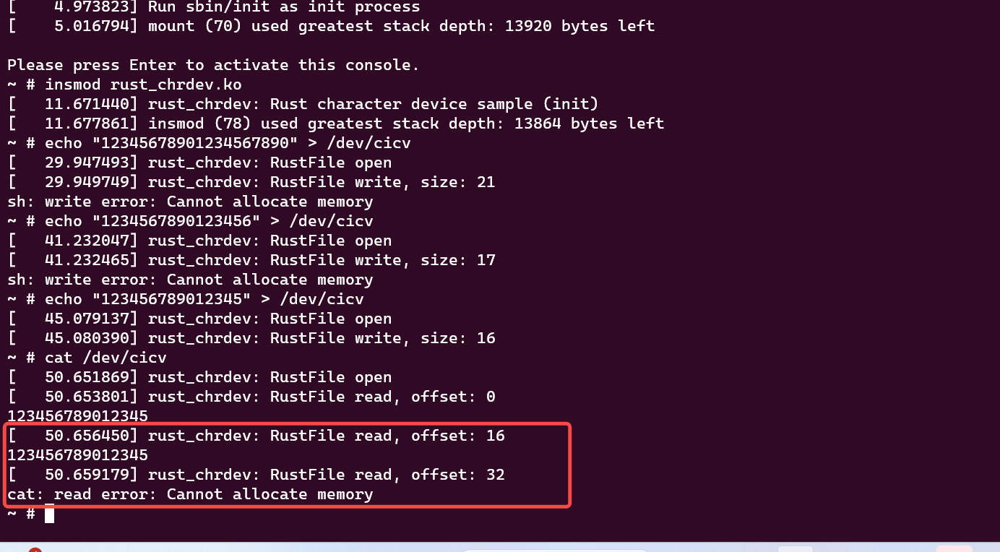 [    4.973823] Run sbin/init as init process
[    5.016794] mount (70) used greatest stack depth: 13920 bytes left
Please press Enter to activate this console.
~ # insmod rust_chrdev.ko
[   11.671440] rust_chrdev: Rust character device sample (init)
[   11.677861] insmod (78) used greatest stack depth: 13864 bytes left
~ # echo "12345678901234567890" > /dev/cicv
[   29.947493] rust_chrdev: RustFile open
[   29.949749] rust_chrdev: RustFile write, size: 21
sh: write error: Cannot allocate memory
~ # echo "1234567890123456" > /dev/cicv
[   41.232047] rust_chrdev: RustFile open
[   41.232465] rust_chrdev: RustFile write, size: 17
sh: write error: Cannot allocate memory
~ # echo "123456789012345" > /dev/cicv
[   45.079137] rust_chrdev: RustFile open
[   45.080390] rust_chrdev: RustFile write, size: 16
~ # cat /dev/cicv
[   50.651869] rust_chrdev: RustFile open
[   50.653801] rust_chrdev: RustFile read, offset: 0
123456789012345
[   50.656450] rust_chrdev: RustFile read, offset: 16
123456789012345
[   50.659179] rust_chrdev: RustFile read, offset: 32
cat: read error: Cannot allocate memory
~ #